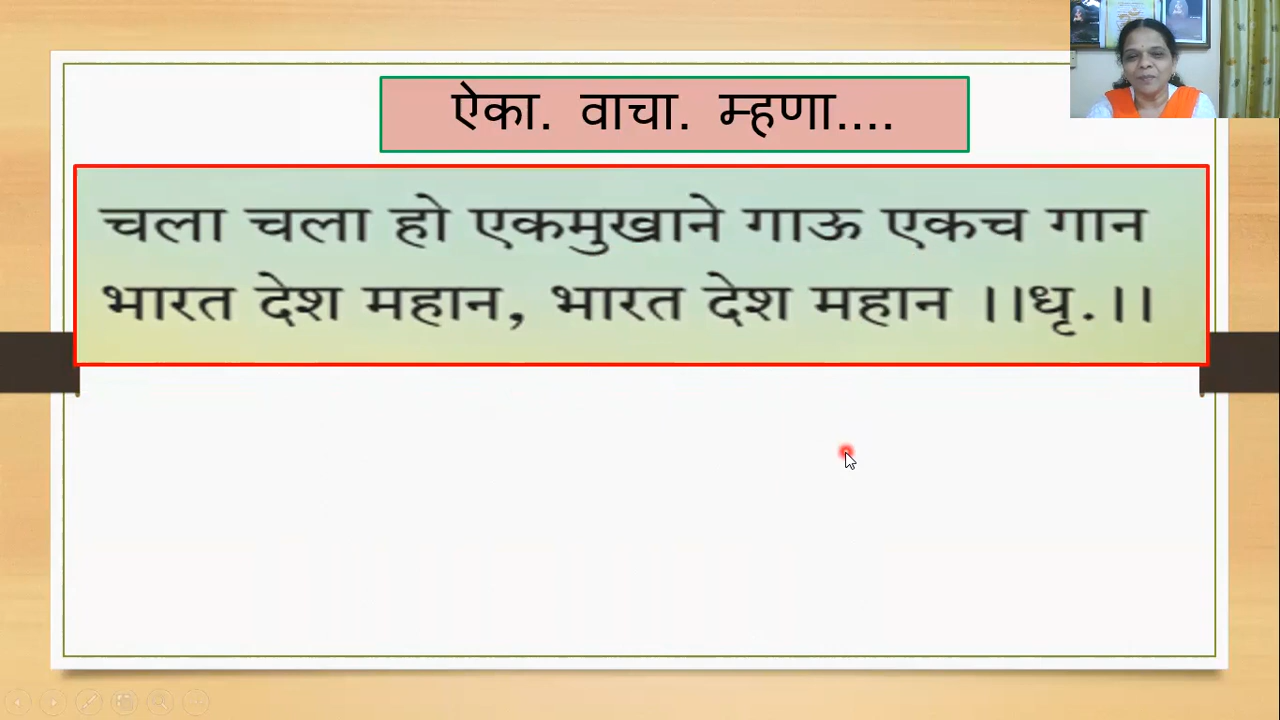 ऐका. वाचा. म्हणा....
चला चला हो एकमुखाने गाऊ एकच गान
भारत देश महान, भारत देश महान ।।धृ.।।